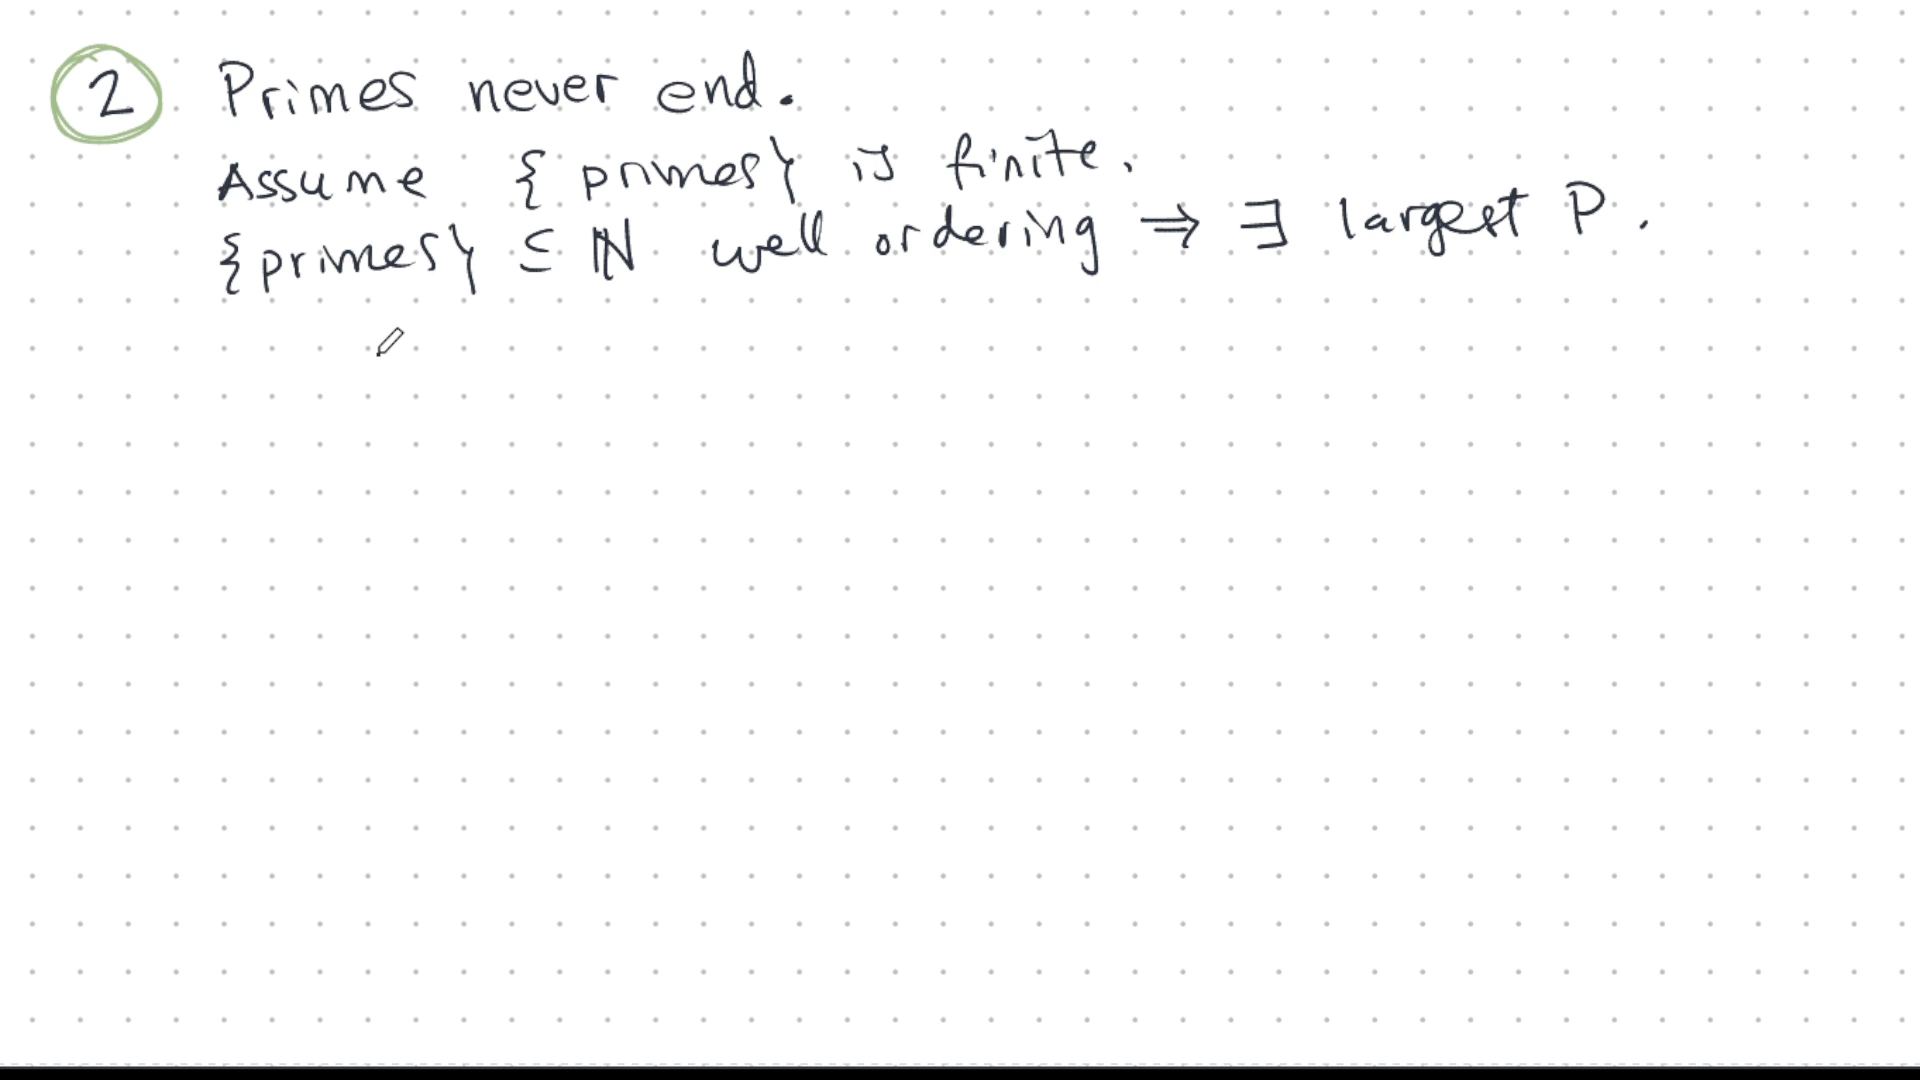 2 Primes never end.
Assume { primes } is finite.
{primes} ⊆ ℕ well ordering ⇒ ∃ largest P.